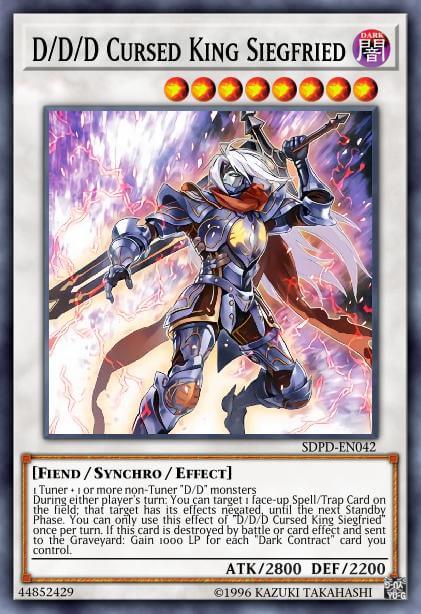 D/D/D Cursed King Siegfried
DARK
闇
SDPD-EN042
[Fiend / Synchro / Effect]
1 Tuner + 1 or more non-Tuner "D/D" monsters
During either player's turn: You can target 1 face-up Spell/Trap Card on
the field; that target has its effects negated, until the next Standby
Phase. You can only use this effect of "D/D/D Cursed King Siegfried"
once per turn. If this card is destroyed by battle or card effect and sent
to the Graveyard: Gain 1000 LP for each "Dark Contract" card you
control.
ATK/2800 DEF/2200
44852429
©1996 KAZUKI TAKAHASHI